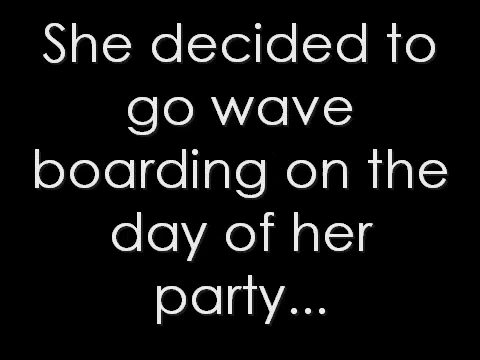 She decided to
go wave
boarding on the
day of her
party...